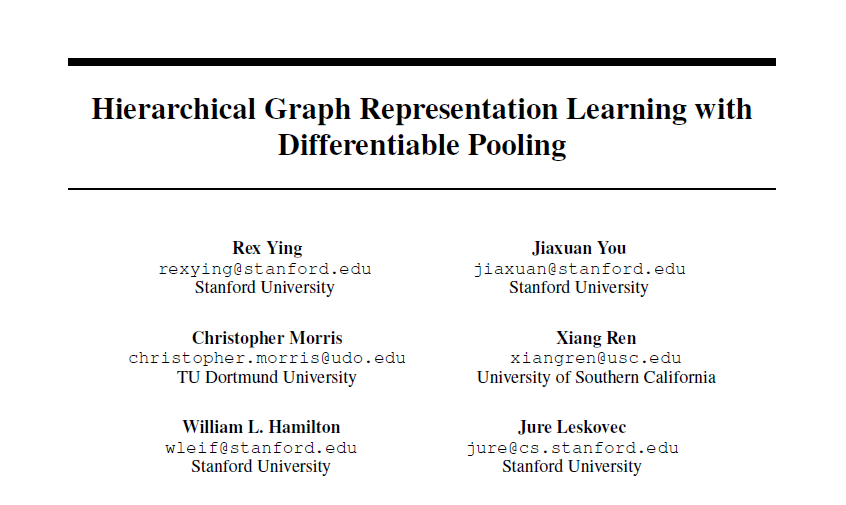 Hierarchical Graph Representation Learning with
Differentiable Pooling
Rex Ying
rexying@stanford.edu
Stanford University
Jiaxuan You
jiaxuan@stanford.edu
Stanford University
Christopher Morris
christopher.morris@udo.edu
TU Dortmund University
Xiang Ren
xiangren@usc.edu
University of Southern California
William L. Hamilton
wleif@stanford.edu
Stanford University
Jure Leskovec
jure@cs.stanford.edu
Stanford University